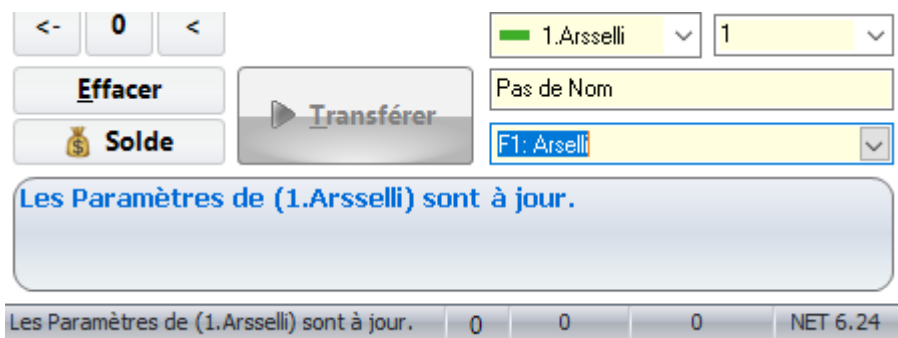 <- 0 <
1.Arsselli 1
Effacer
Transférer
Pas de Nom
Solde
F1: Arselli
Les Paramètres de (1.Arsselli) sont à jour.
Les Paramètres de (1.Arsselli) sont à jour. 0 0 0 NET 6.24